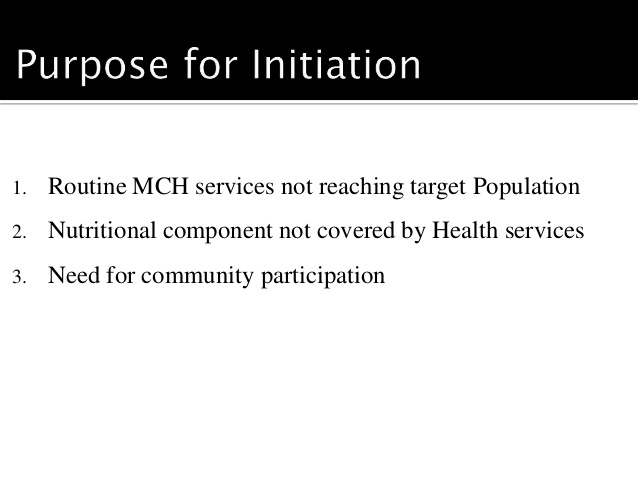 Purpose for Initiation
1. Routine MCH services not reaching target Population
2. Nutritional component not covered by Health services
3. Need for community participation